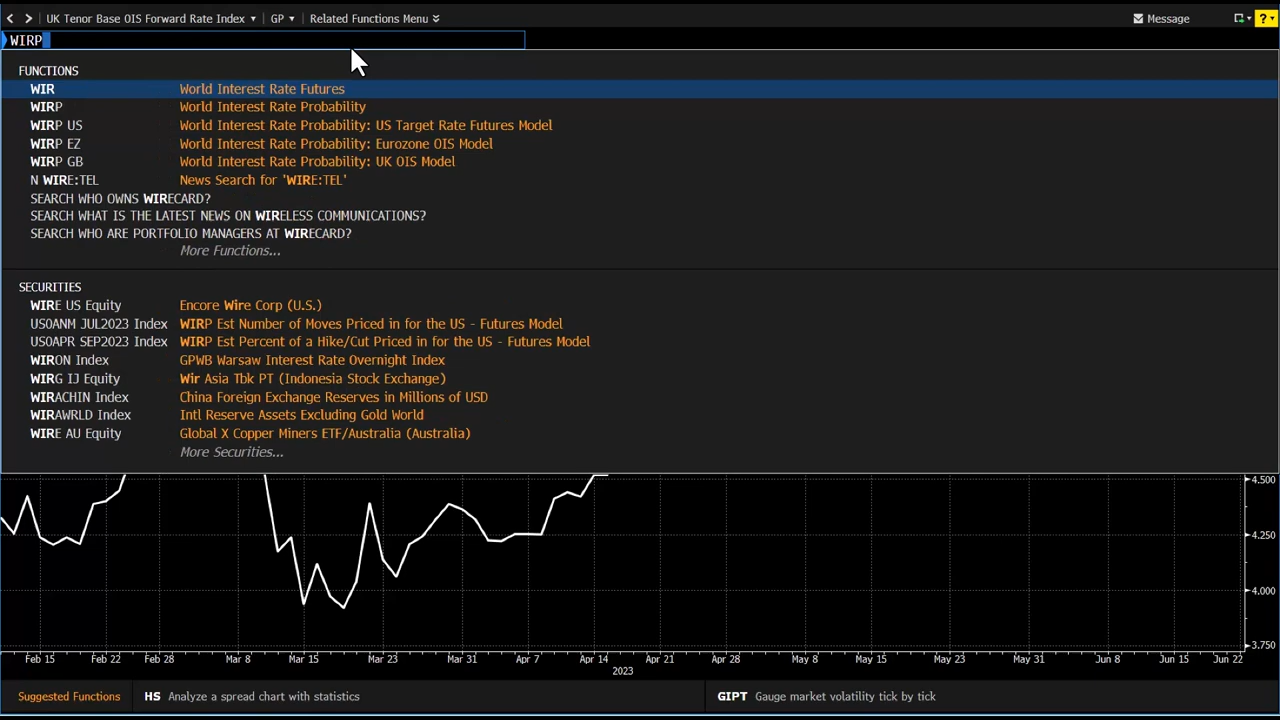 UK Tenor Base OIS Forward Rate Index GP Related Functions Menu Message ?
WIRP
FUNCTIONS
WIR World Interest Rate Futures
WIRP World Interest Rate Probability
WIRP US World Interest Rate Probability: US Target Rate Futures Model
WIRP EZ World Interest Rate Probability: Eurozone OIS Model
WIRP GB World Interest Rate Probability: UK OIS Model
N WIRE:TEL News Search for 'WIRE:TEL'
SEARCH WHO OWNS WIRECARD?
SEARCH WHAT IS THE LATEST NEWS ON WIRELESS COMMUNICATIONS?
SEARCH WHO ARE PORTFOLIO MANAGERS AT WIRECARD?
More Functions...
SECURITIES
WIRE US Equity Encore Wire Corp (U.S.)
US0ANM JUL2023 Index WIRP Est Number of Moves Priced in for the US - Futures Model
US0APR SEP2023 Index WIRP Est Percent of a Hike/Cut Priced in for the US - Futures Model
WIRON Index GPWB Warsaw Interest Rate Overnight Index
WIRG IJ Equity Wir Asia Tbk PT (Indonesia Stock Exchange)
WIRACHIN Index China Foreign Exchange Reserves in Millions of USD
WIRAWRLD Index Intl Reserve Assets Excluding Gold World
WIRE AU Equity Global X Copper Miners ETF/Australia (Australia)
More Securities...
4.500
4.250
4.000
3.750
Feb 15 Feb 22 Feb 28 Mar 8 Mar 15 Mar 23 Mar 31 Apr 7 Apr 14 Apr 21 Apr 28 May 8 May 15 May 23 May 31 Jun 8 Jun 15 Jun 22
2023
Suggested Functions HS Analyze a spread chart with statistics GIPT Gauge market volatility tick by tick